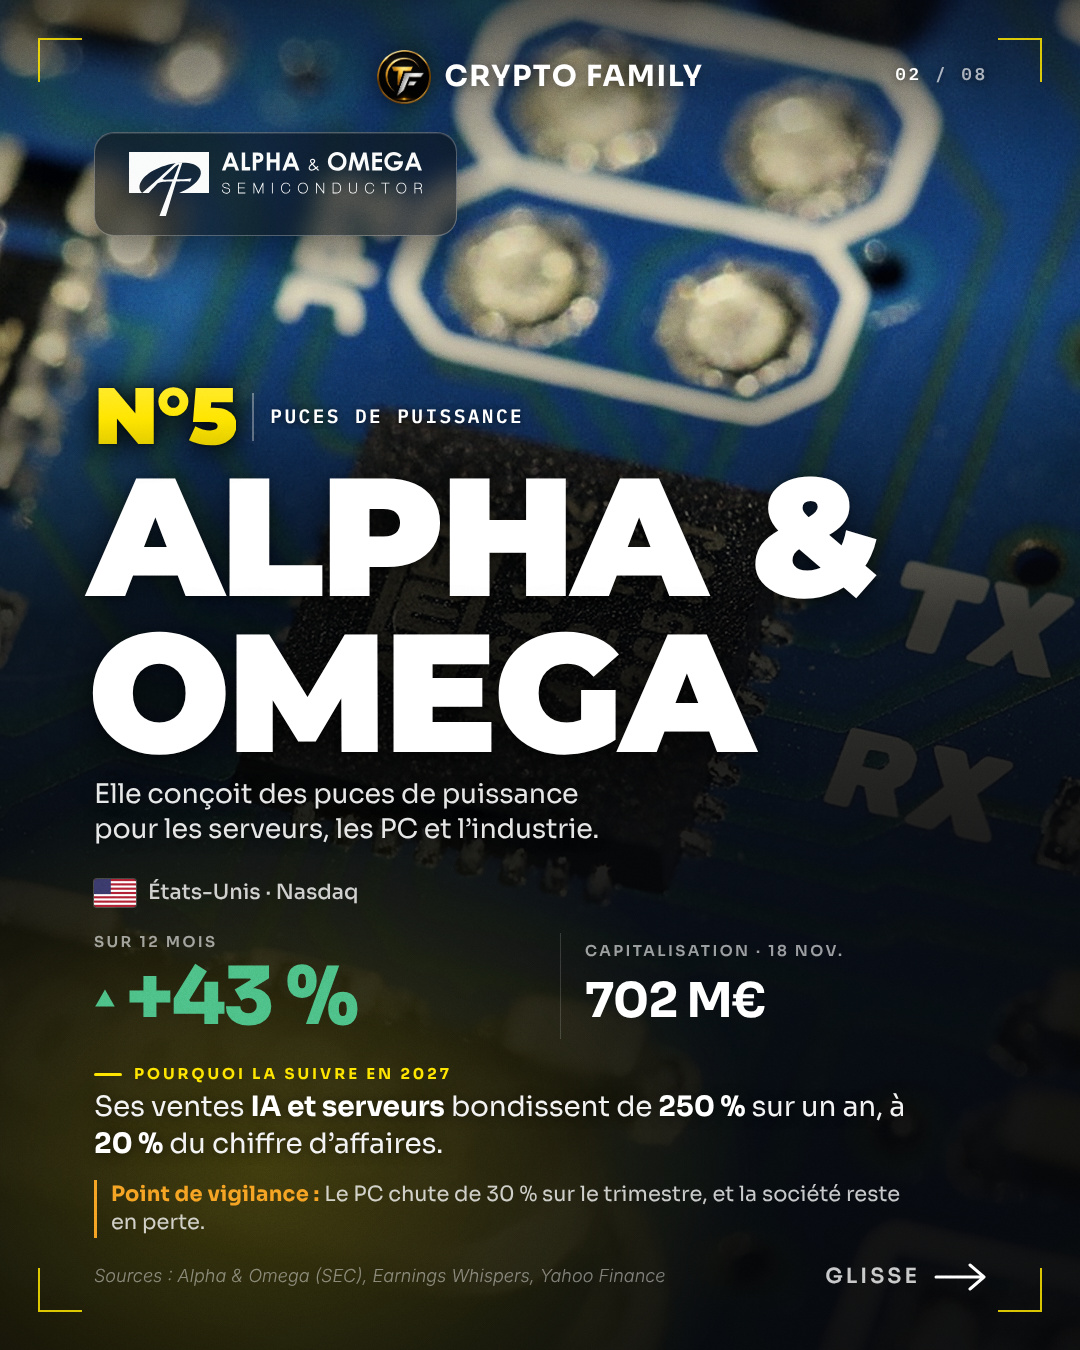 CRYPTO FAMILY
02 / 08
ALPHA & OMEGA
SEMICONDUCTOR
N°5
PUCES DE PUISSANCE
ALPHA &
OMEGA
TX
RX
Elle conçoit des puces de puissance
pour les serveurs, les PC et l’industrie.
États-Unis · Nasdaq
SUR 12 MOIS
▲ +43 %
CAPITALISATION · 18 NOV.
702 M€
POURQUOI LA SUIVRE EN 2027
Ses ventes IA et serveurs bondissent de 250 % sur un an, à
20 % du chiffre d’affaires.
Point de vigilance : Le PC chute de 30 % sur le trimestre, et la société reste
en perte.
Sources : Alpha & Omega (SEC), Earnings Whispers, Yahoo Finance
GLISSE